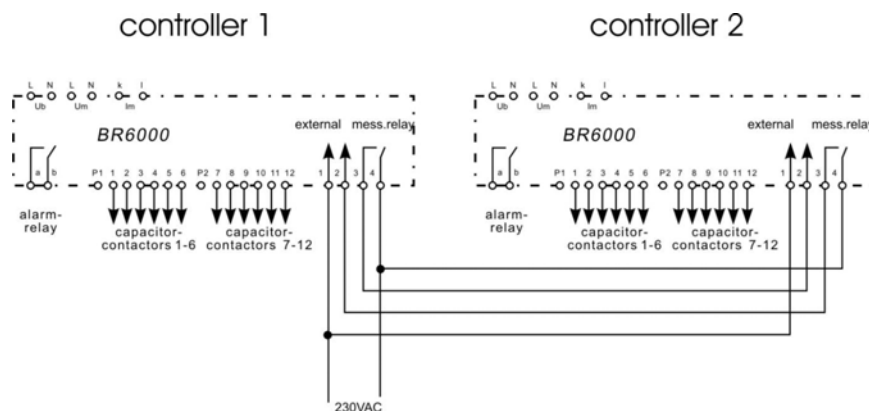 controller 1
controller 2
L N L N k l
L N L N k l
Ub Um Im
Ub Um Im
external mess.relay
external mess.relay
BR6000
BR6000
a b
P1 1 2 3 4 5 6 P2 7 8 9 10 11 12
1 2 3 4
a b
P1 1 2 3 4 5 6 P2 7 8 9 10 11 12
1 2 3 4
alarm-
relay
capacitor-
contactors 1-6
capacitor-
contactors 7-12
alarm-
relay
capacitor-
contactors 1-6
capacitor-
contactors 7-12
230VAC